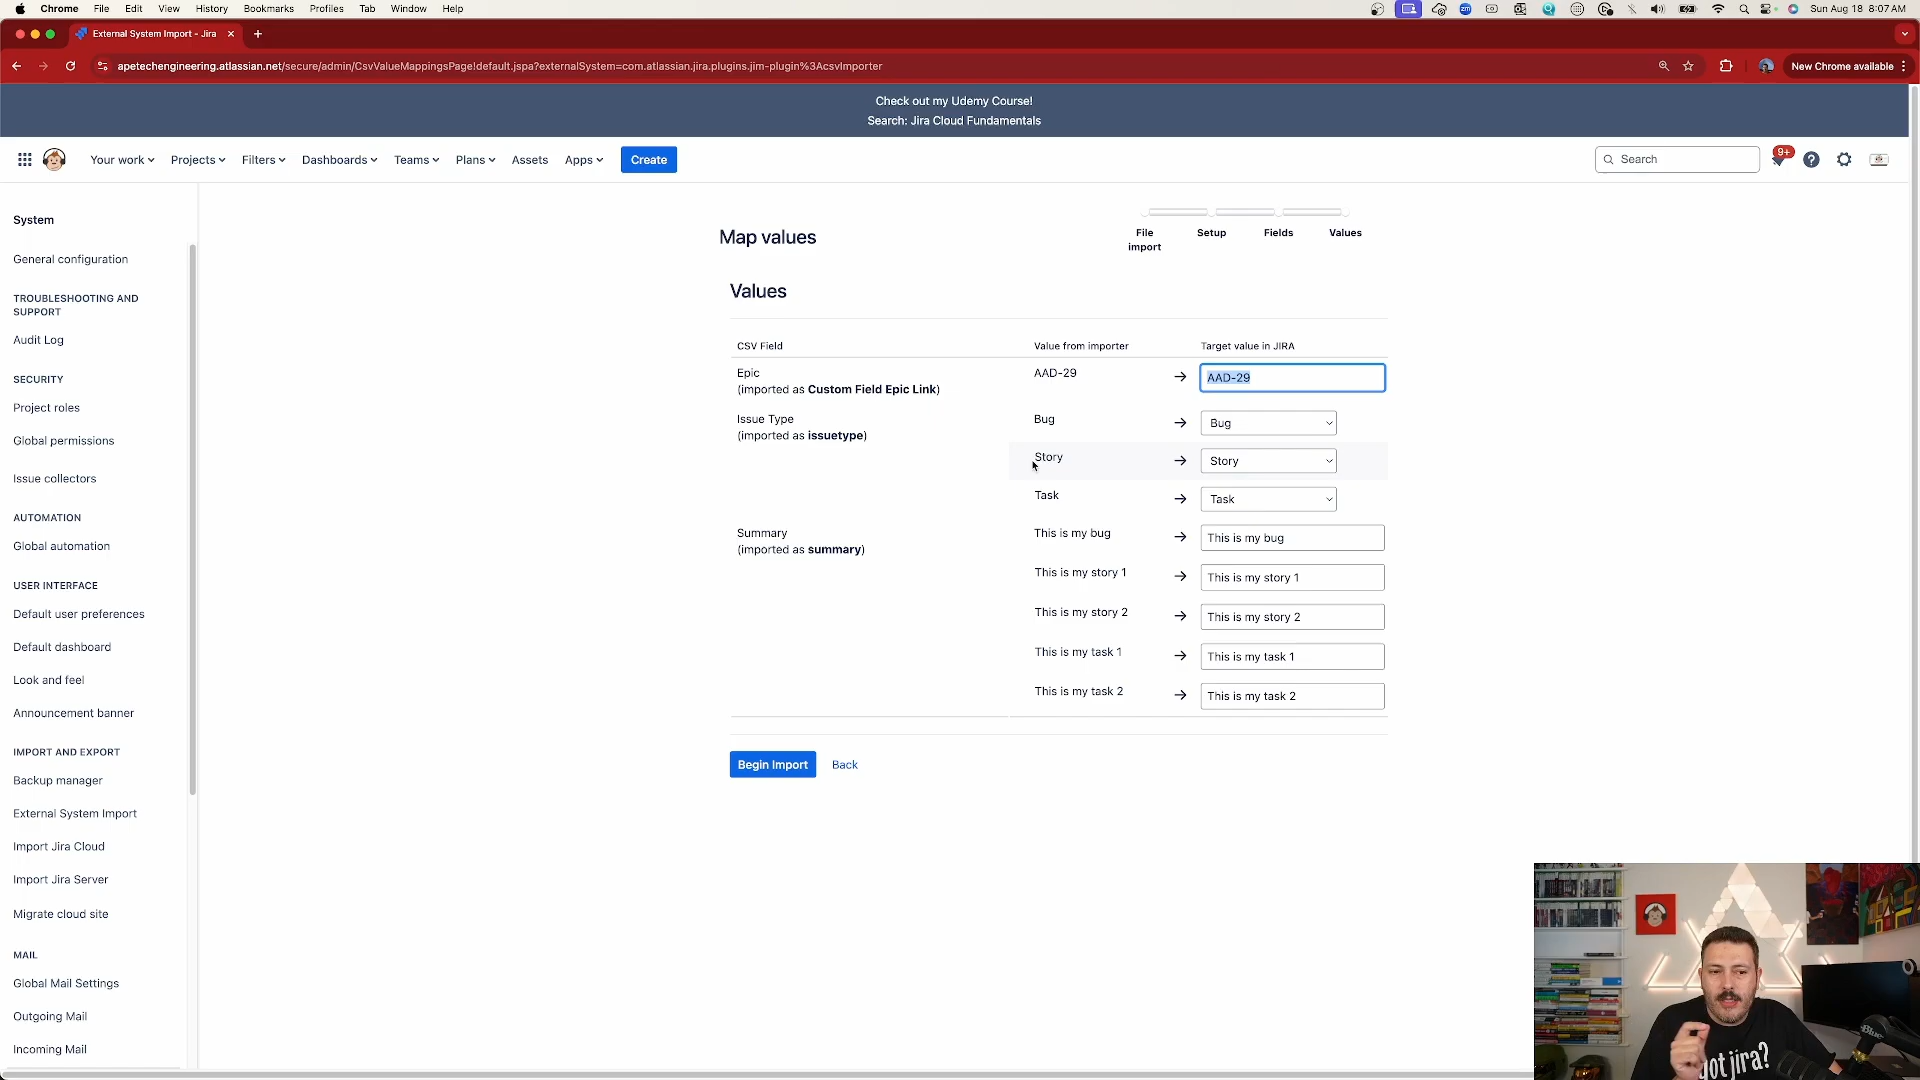 Chrome File Edit View History Bookmarks Profiles Tab Window Help
Sun Aug 18 8:07 AM
External System Import - Jira
apetechengineering.atlassian.net/secure/admin/CsvValueMappingsPage!default.jspa?externalSystem=com.atlassian.jira.plugins.jim-plugin%3AcsvImporter
New Chrome available
Check out my Udemy Course!
Search: Jira Cloud Fundamentals
Your work Projects Filters Dashboards Teams Plans Assets Apps Create
Search
9+
System
General configuration
TROUBLESHOOTING AND
SUPPORT
Audit Log
SECURITY
Project roles
Global permissions
Issue collectors
AUTOMATION
Global automation
USER INTERFACE
Default user preferences
Default dashboard
Look and feel
Announcement banner
IMPORT AND EXPORT
Backup manager
External System Import
Import Jira Cloud
Import Jira Server
Migrate cloud site
MAIL
Global Mail Settings
Outgoing Mail
Incoming Mail
Map values
File import
Setup
Fields
Values
Values
CSV Field Value from importer Target value in JIRA
Epic AAD-29 AAD-29
(imported as Custom Field Epic Link)
Issue Type Bug Bug
(imported as issuetype)
Story Story
Task Task
Summary This is my bug This is my bug
(imported as summary)
This is my story 1 This is my story 1
This is my story 2 This is my story 2
This is my task 1 This is my task 1
This is my task 2 This is my task 2
Begin Import Back
Blue
got jira?